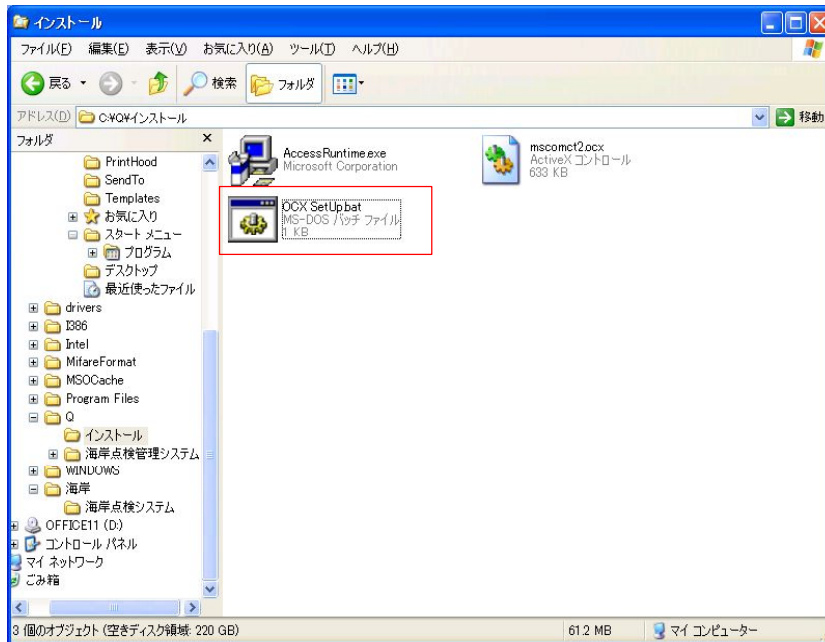 インストール
ファイル(F) 編集(E) 表示(V) お気に入り(A) ツール(T) ヘルプ(H)
戻る 検索 フォルダ
アドレス(D) C:¥Q¥インストール 移動
フォルダ ×
PrintHood
SendTo
Templates
お気に入り
スタート メニュー
プログラム
デスクトップ
最近使ったファイル
drivers
I386
Intel
MifareFormat
MSOCache
Program Files
Q
インストール
海岸点検管理システム
WINDOWS
海岸
海岸点検システム
OFFICE11 (D:)
コントロール パネル
マイ ネットワーク
ごみ箱
AccessRuntime.exe
Microsoft Corporation
mscomct2.ocx
ActiveX コントロール
633 KB
OCX SetUp.bat
MS-DOS バッチ ファイル
1 KB
3 個のオブジェクト (空きディスク領域: 220 GB) 61.2 MB マイ コンピューター